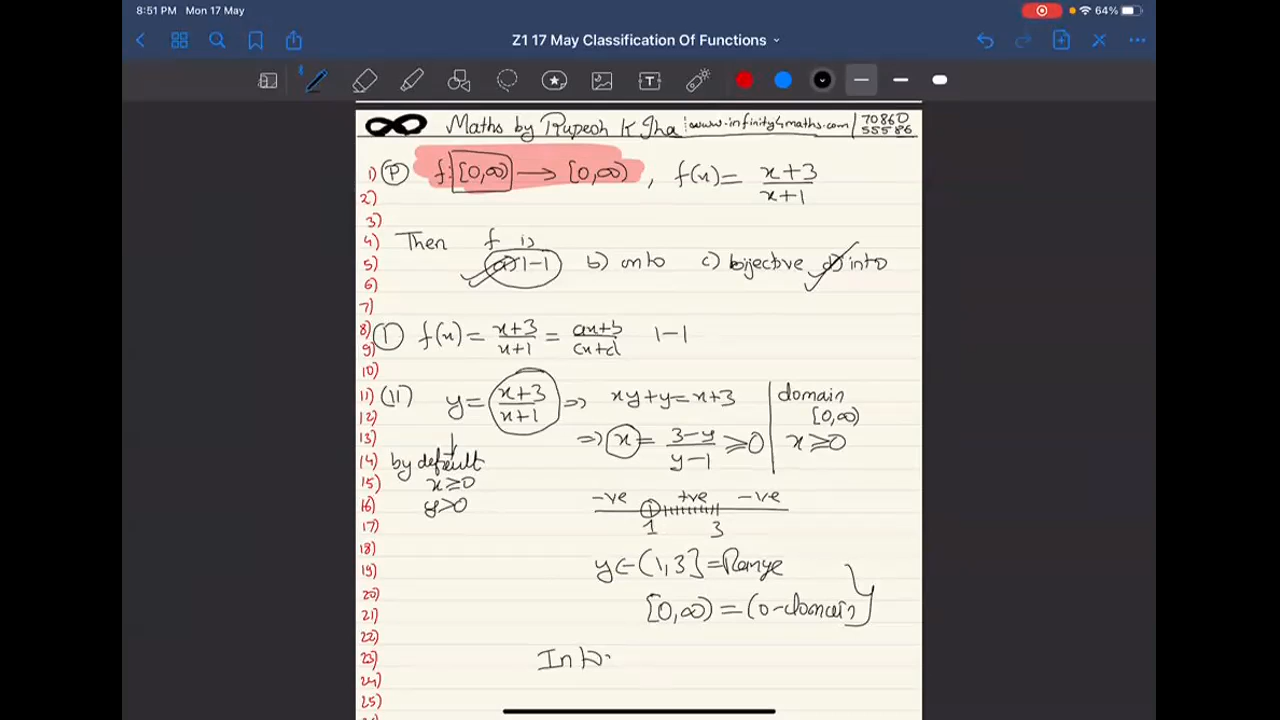 8:51 PM Mon 17 May
64%
Z1 17 May Classification Of Functions
T
∞ Maths by Rupesh K Jha | www.infinity4maths.com / 70860 55586
1) (P) f: [0,∞) → [0,∞) , f(x) = x+3 / x+1
2)
3)
4) Then f is
5) a) 1-1 b) onto c) bijective d) into
6)
7)
8) (I) f(x) = x+3 / x+1 = ax+b / cx+d 1-1
9)
10)
11) (II) y = x+3 / x+1 ⇒ xy+y = x+3 | domain
12) [0,∞)
13) ⇒ x = 3-y / y-1 ≥ 0 | x ≥ 0
14) by default
15) x ≥ 0
-ve +ve -ve
16) y > 0
17) 1 3
18)
19) y ∈ (1,3] = Range
20)
21) [0,∞) = Co-domain
22)
23) Into
24)
25)